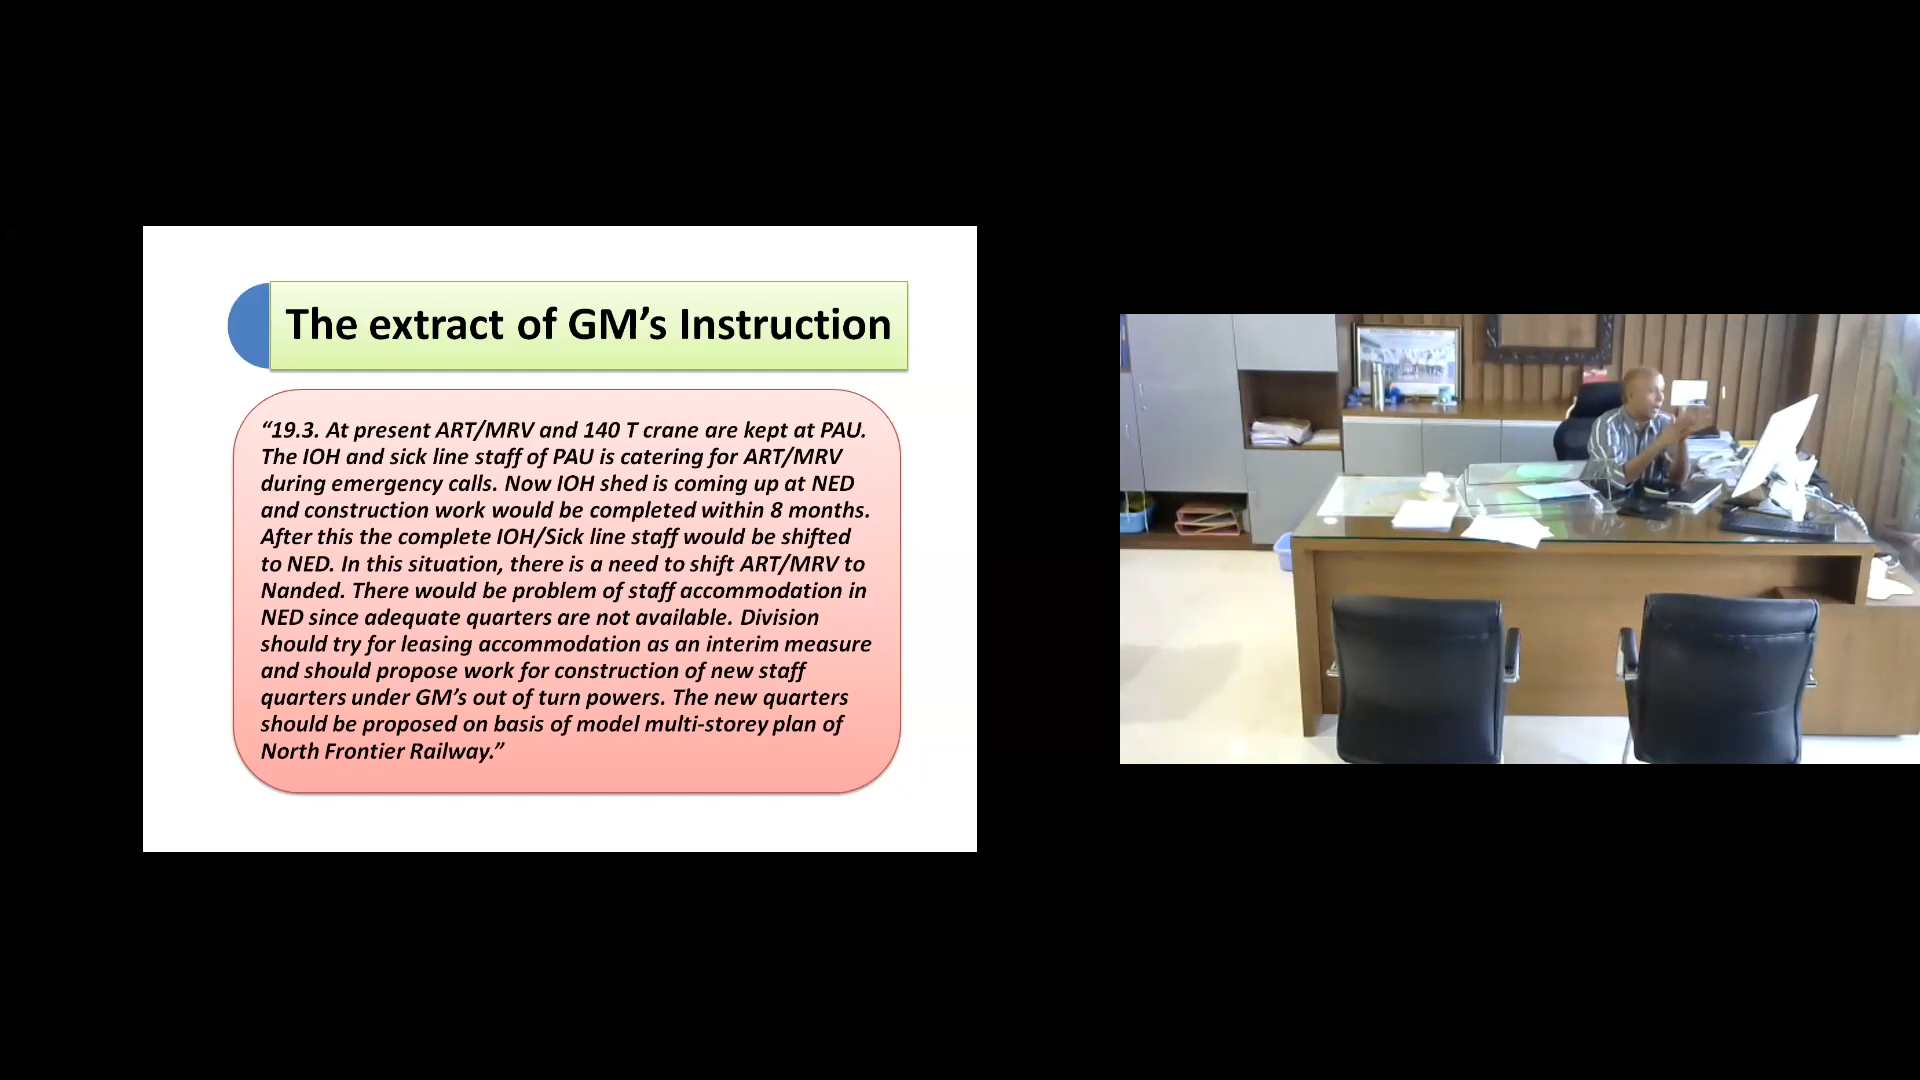 The extract of GM’s Instruction
“19.3. At present ART/MRV and 140 T crane are kept at PAU.
The IOH and sick line staff of PAU is catering for ART/MRV
during emergency calls. Now IOH shed is coming up at NED
and construction work would be completed within 8 months.
After this the complete IOH/Sick line staff would be shifted
to NED. In this situation, there is a need to shift ART/MRV to
Nanded. There would be problem of staff accommodation in
NED since adequate quarters are not available. Division
should try for leasing accommodation as an interim measure
and should propose work for construction of new staff
quarters under GM’s out of turn powers. The new quarters
should be proposed on basis of model multi-storey plan of
North Frontier Railway.”